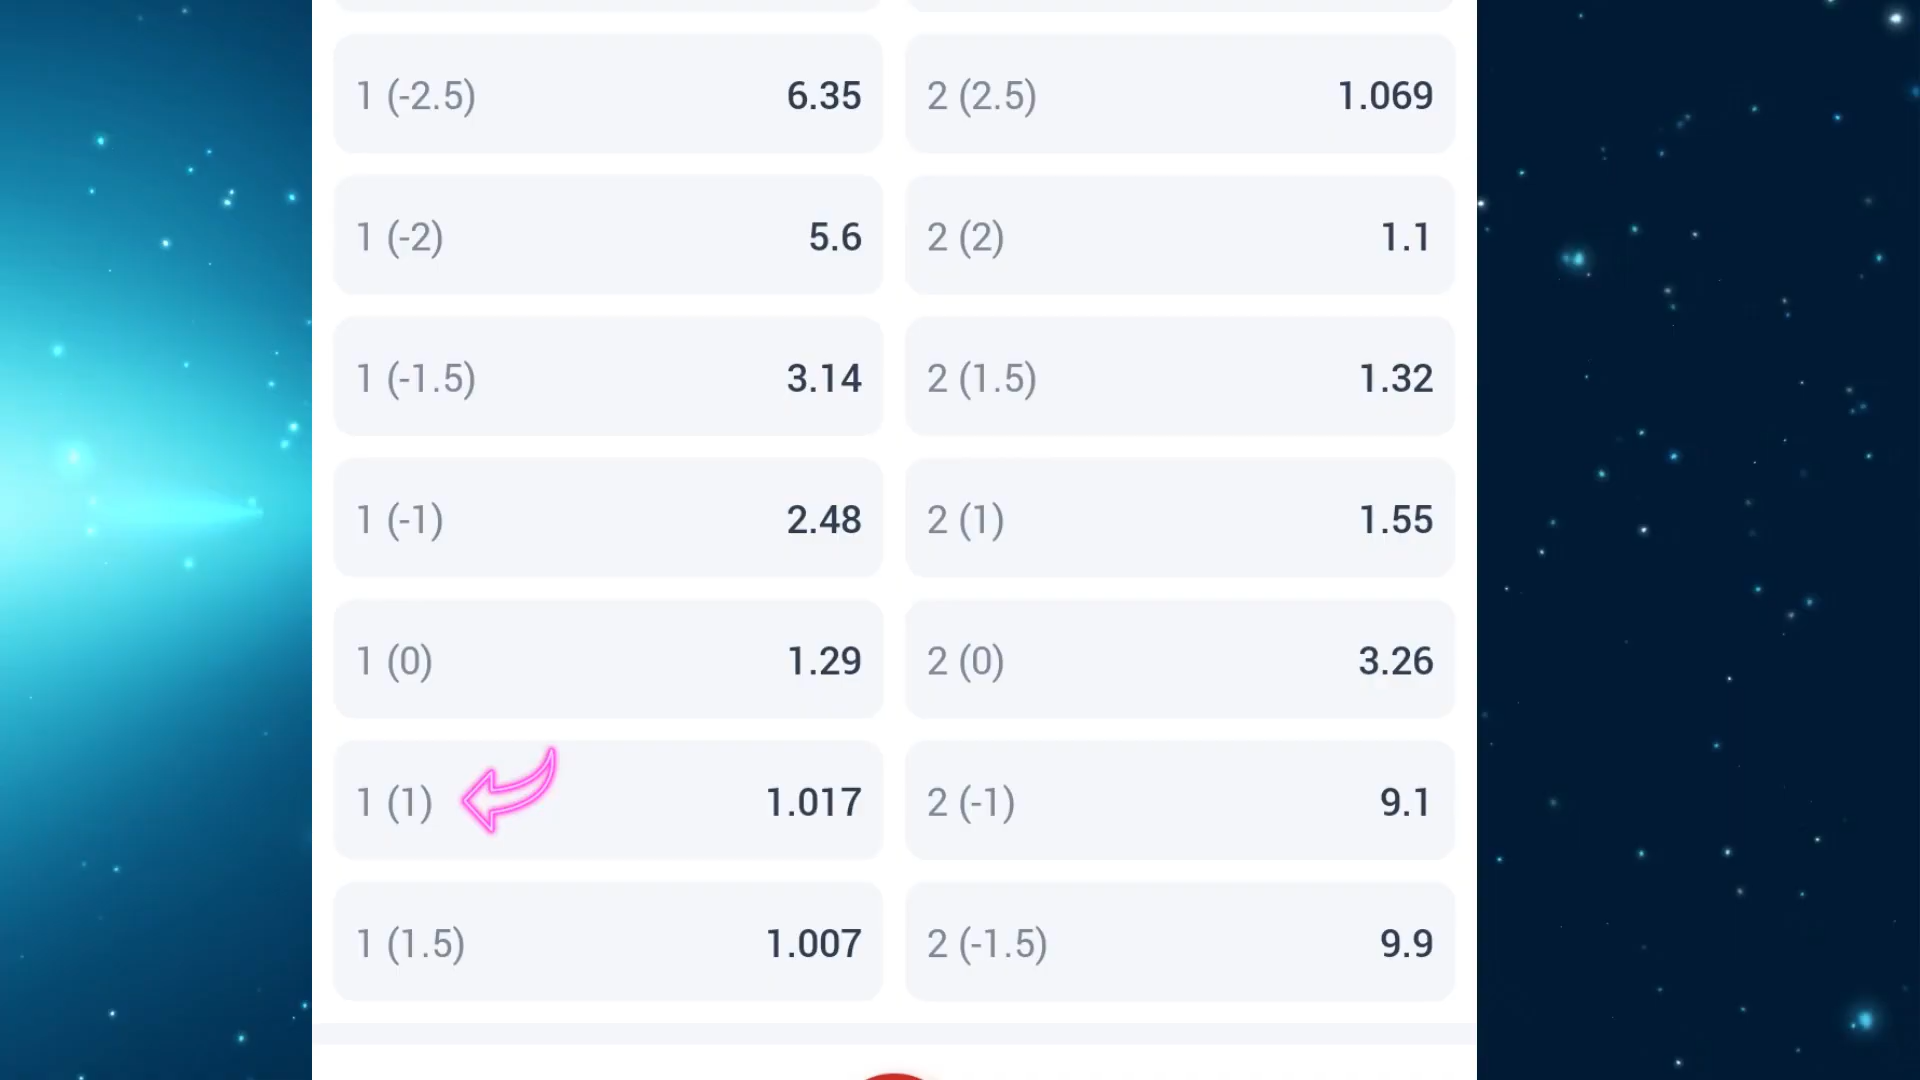 1 (-2.5) 6.35 2 (2.5) 1.069
1 (-2) 5.6 2 (2) 1.1
1 (-1.5) 3.14 2 (1.5) 1.32
1 (-1) 2.48 2 (1) 1.55
1 (0) 1.29 2 (0) 3.26
1 (1) 1.017 2 (-1) 9.1
1 (1.5) 1.007 2 (-1.5) 9.9